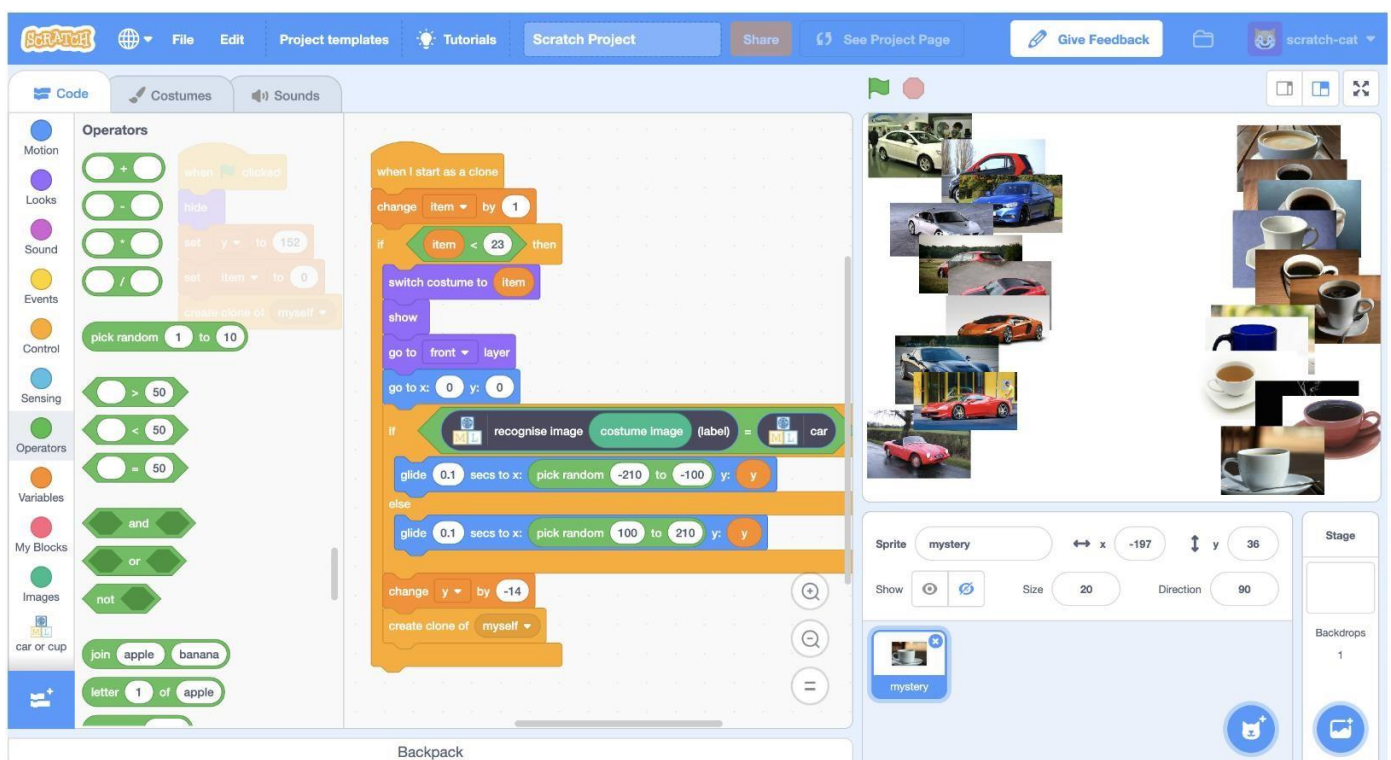 SCRATCH File Edit Project templates Tutorials Scratch Project Share See Project Page Give Feedback scratch-cat
Code Costumes Sounds
Motion
Looks
Sound
Events
Control
Sensing
Operators
Variables
My Blocks
Images
ML
car or cup
Operators
+
-
*
/
pick random 1 to 10
> 50
< 50
= 50
and
or
not
join apple banana
letter 1 of apple
when clicked
hide
set y to 152
set item to 0
create clone of myself
when I start as a clone
change item by 1
if item < 23 then
switch costume to item
show
go to front layer
go to x: 0 y: 0
if ML recognise image costume image (label) = ML car
glide 0.1 secs to x: pick random -210 to -100 y: y
else
glide 0.1 secs to x: pick random 100 to 210 y: y
change y by -14
create clone of myself
Backpack
Sprite mystery x -197 y 36
Show Size 20 Direction 90
mystery
Stage
Backdrops
1